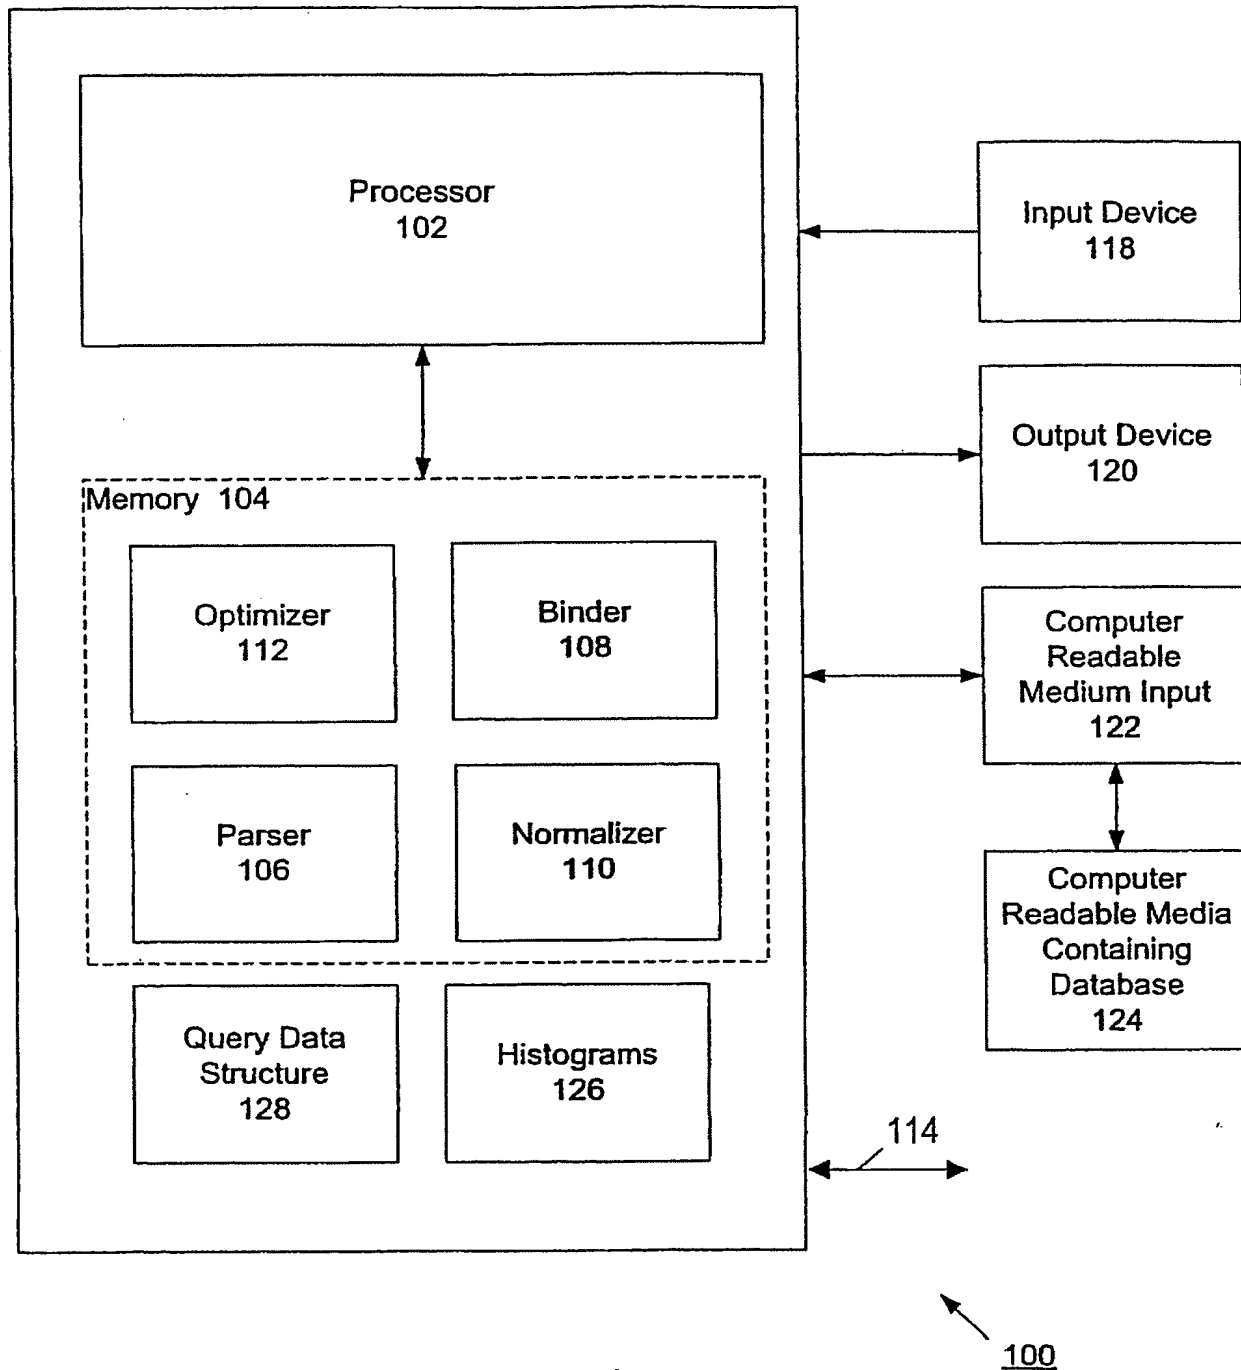 Processor
102
Input Device
118
Output Device
120
Memory 104
Optimizer
112
Binder
108
Computer
Readable
Medium Input
122
Parser
106
Normalizer
110
Computer
Readable Media
Containing
Database
124
Query Data
Structure
128
Histograms
126
114
100